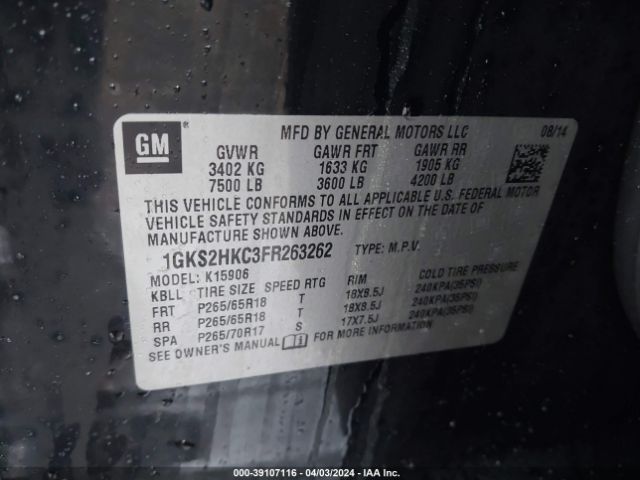 GM®
MFD BY GENERAL MOTORS LLC 08/14
GVWR GAWR FRT GAWR RR
3402 KG 1633 KG 1905 KG
7500 LB 3600 LB 4200 LB
THIS VEHICLE CONFORMS TO ALL APPLICABLE U.S. FEDERAL MOTOR
VEHICLE SAFETY STANDARDS IN EFFECT ON THE DATE OF
MANUFACTURE SHOWN ABOVE.
1GKS2HKC3FR263262 TYPE: M.P.V.
MODEL: K15906
KBLL TIRE SIZE SPEED RTG RIM COLD TIRE PRESSURE
FRT P265/65R18 T 18X8.5J 240KPA(35PSI)
RR P265/65R18 T 18X8.5J 240KPA(35PSI)
SPA P265/70R17 S 17X7.5J 240KPA(35PSI)
SEE OWNER'S MANUAL FOR MORE INFORMATION
000-39107116 - 04/03/2024 - IAA Inc.